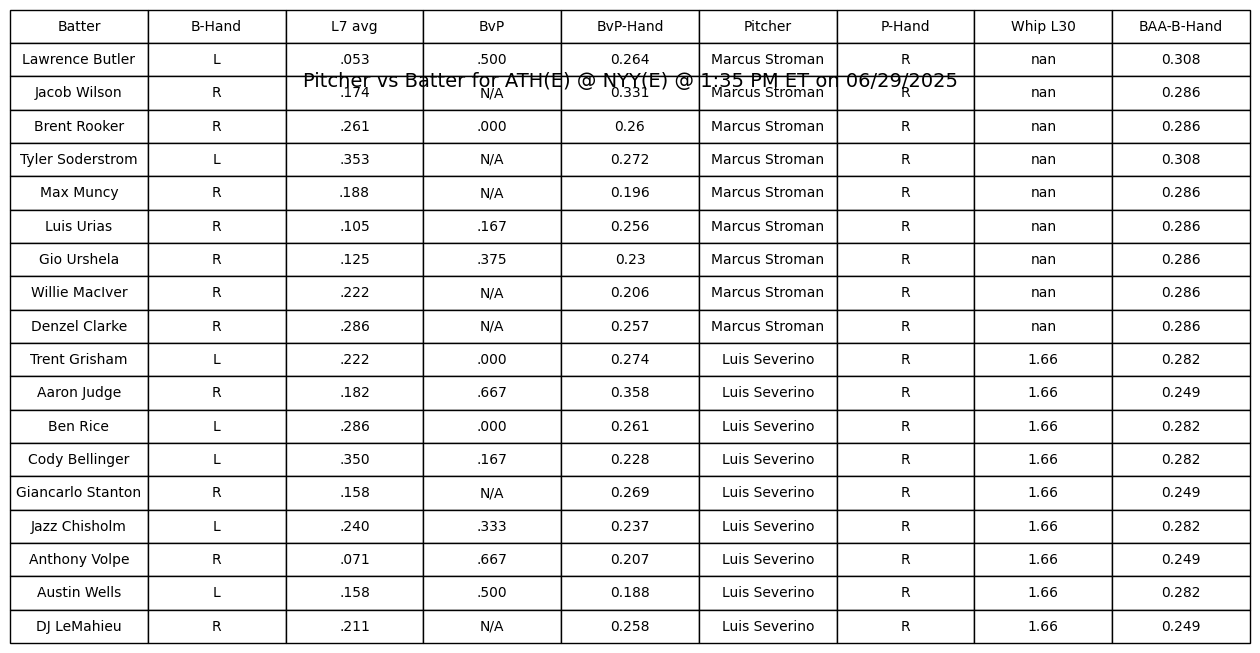 Batter B-Hand L7 avg BvP BvP-Hand Pitcher P-Hand Whip L30 BAA-B-Hand
Lawrence Butler L .053 .500 0.264 Marcus Stroman R nan 0.308
Pitcher vs Batter for ATH(E) @ NYY(E) @ 1:35 PM ET on 06/29/2025
Jacob Wilson R .174 N/A 0.331 Marcus Stroman R nan 0.286
Brent Rooker R .261 .000 0.26 Marcus Stroman R nan 0.286
Tyler Soderstrom L .353 N/A 0.272 Marcus Stroman R nan 0.308
Max Muncy R .188 N/A 0.196 Marcus Stroman R nan 0.286
Luis Urias R .105 .167 0.256 Marcus Stroman R nan 0.286
Gio Urshela R .125 .375 0.23 Marcus Stroman R nan 0.286
Willie MacIver R .222 N/A 0.206 Marcus Stroman R nan 0.286
Denzel Clarke R .286 N/A 0.257 Marcus Stroman R nan 0.286
Trent Grisham L .222 .000 0.274 Luis Severino R 1.66 0.282
Aaron Judge R .182 .667 0.358 Luis Severino R 1.66 0.249
Ben Rice L .286 .000 0.261 Luis Severino R 1.66 0.282
Cody Bellinger L .350 .167 0.228 Luis Severino R 1.66 0.282
Giancarlo Stanton R .158 N/A 0.269 Luis Severino R 1.66 0.249
Jazz Chisholm L .240 .333 0.237 Luis Severino R 1.66 0.282
Anthony Volpe R .071 .667 0.207 Luis Severino R 1.66 0.249
Austin Wells L .158 .500 0.188 Luis Severino R 1.66 0.282
DJ LeMahieu R .211 N/A 0.258 Luis Severino R 1.66 0.249